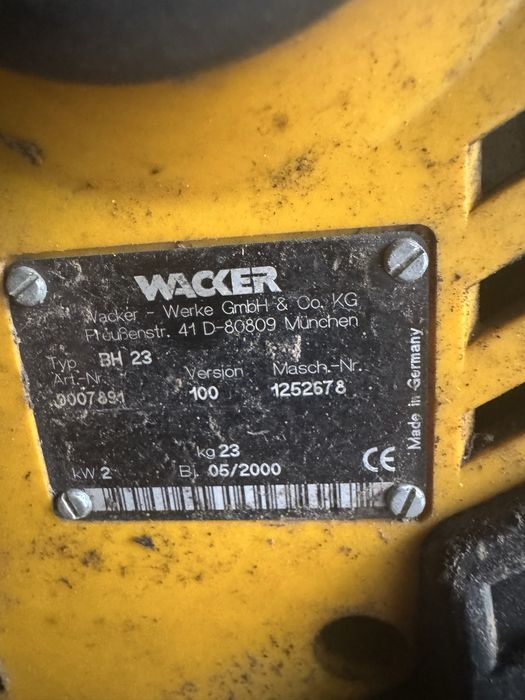 WACKER
Wacker - Werke GmbH & Co. KG
Preußenstr. 41 D-80809 München
Typ BH 23
Art.-Nr. Version Masch.-Nr.
0007891 100 1252678
kg 23
kW 2 Bj. 05/2000
CE
Made in Germany